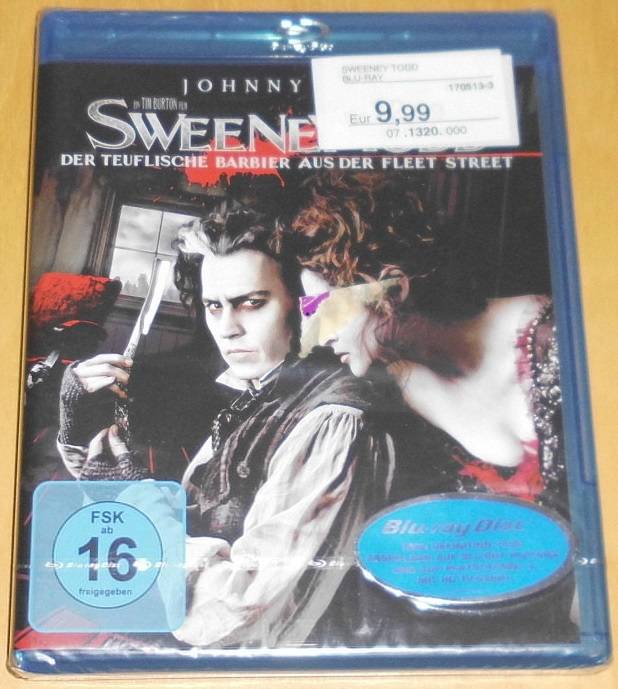 JOHNNY
SWEENEY TODD
BLU-RAY
170513-3
Eur 9,99
07 .1320. 000
EIN TIM BURTON FILM
SWEENEY TODD
DER TEUFLISCHE BARBIER AUS DER FLEET STREET
FSK
ab
16
freigegeben
Blu-ray Disc